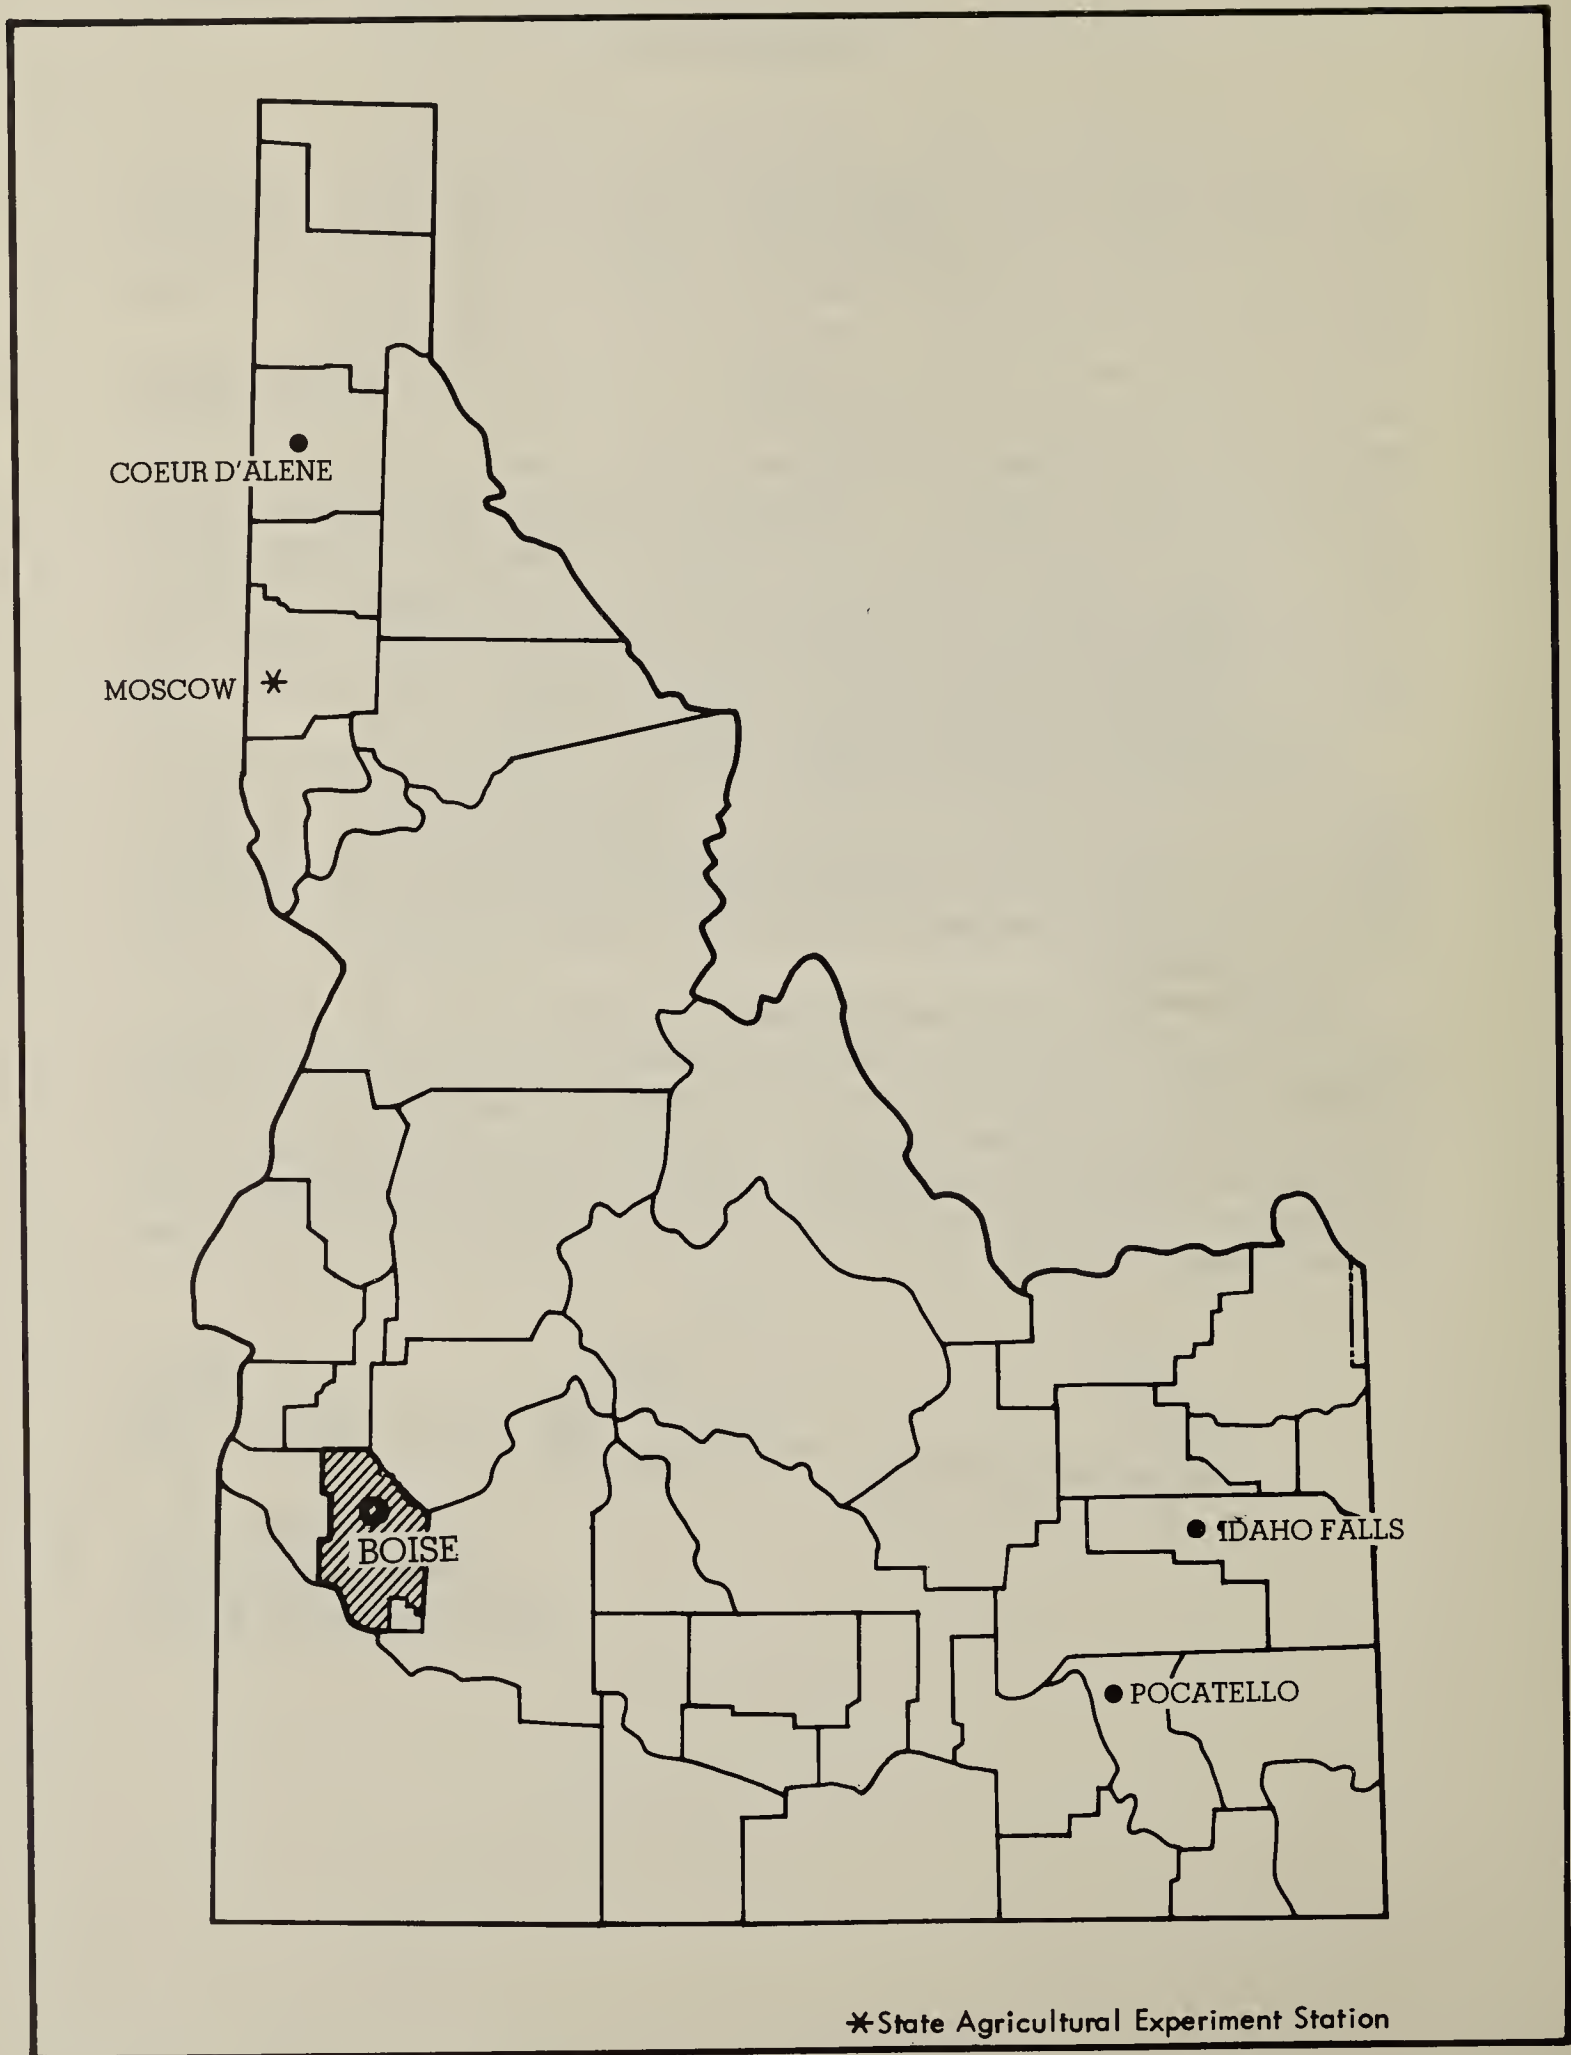 COEUR D'ALENE
MOSCOW
BOISE
IDAHO FALLS
POCATELLO
*State Agricultural Experiment Station